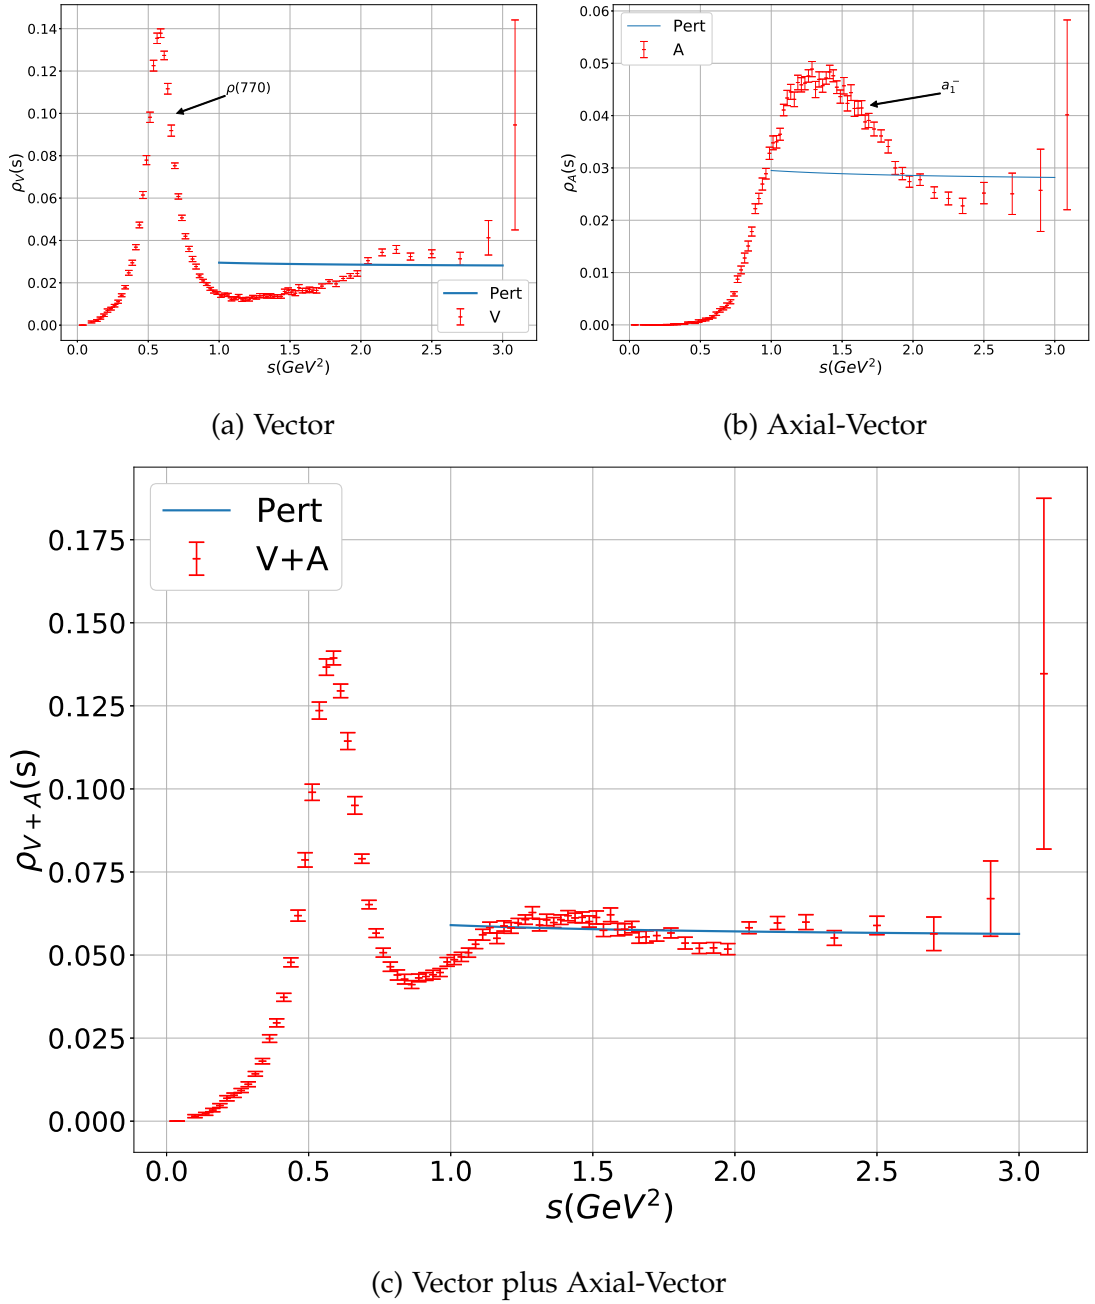 0.14
0.12
0.10
0.08
0.06
0.04
0.02
0.00
ρV(s)
ρ(770)
Pert
V
0.0 0.5 1.0 1.5 2.0 2.5 3.0
s(GeV²)
(a) Vector
0.06
0.05
0.04
0.03
0.02
0.01
0.00
ρA(s)
Pert
A
a₁⁻
0.0 0.5 1.0 1.5 2.0 2.5 3.0
s(GeV²)
(b) Axial-Vector
Pert
V+A
0.175
0.150
0.125
0.100
0.075
0.050
0.025
0.000
ρV + A(s)
0.0 0.5 1.0 1.5 2.0 2.5 3.0
s(GeV²)
(c) Vector plus Axial-Vector